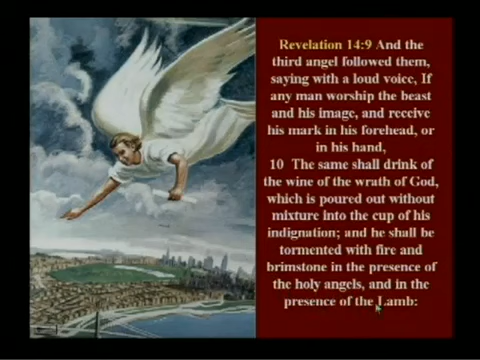 Revelation 14:9 And the
third angel followed them,
saying with a loud voice, If
any man worship the beast
and his image, and receive
his mark in his forehead, or
in his hand,
10 The same shall drink of
the wine of the wrath of God,
which is poured out without
mixture into the cup of his
indignation; and he shall be
tormented with fire and
brimstone in the presence of
the holy angels, and in the
presence of the Lamb: